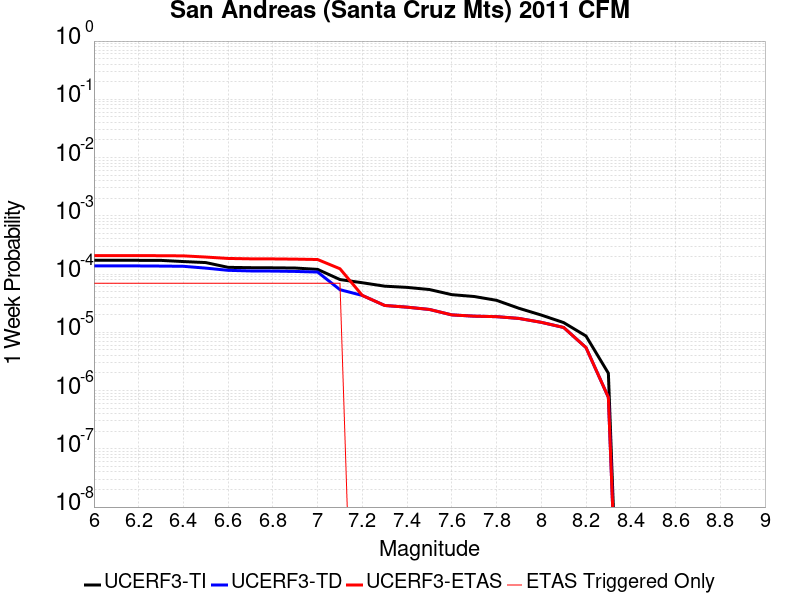 San Andreas (Santa Cruz Mts) 2011 CFM
10^0
10^-1
10^-2
10^-3
10^-4
10^-5
10^-6
10^-7
10^-8
1 Week Probability
6 6.2 6.4 6.6 6.8 7 7.2 7.4 7.6 7.8 8 8.2 8.4 8.6 8.8 9
Magnitude
UCERF3-TI UCERF3-TD UCERF3-ETAS ETAS Triggered Only